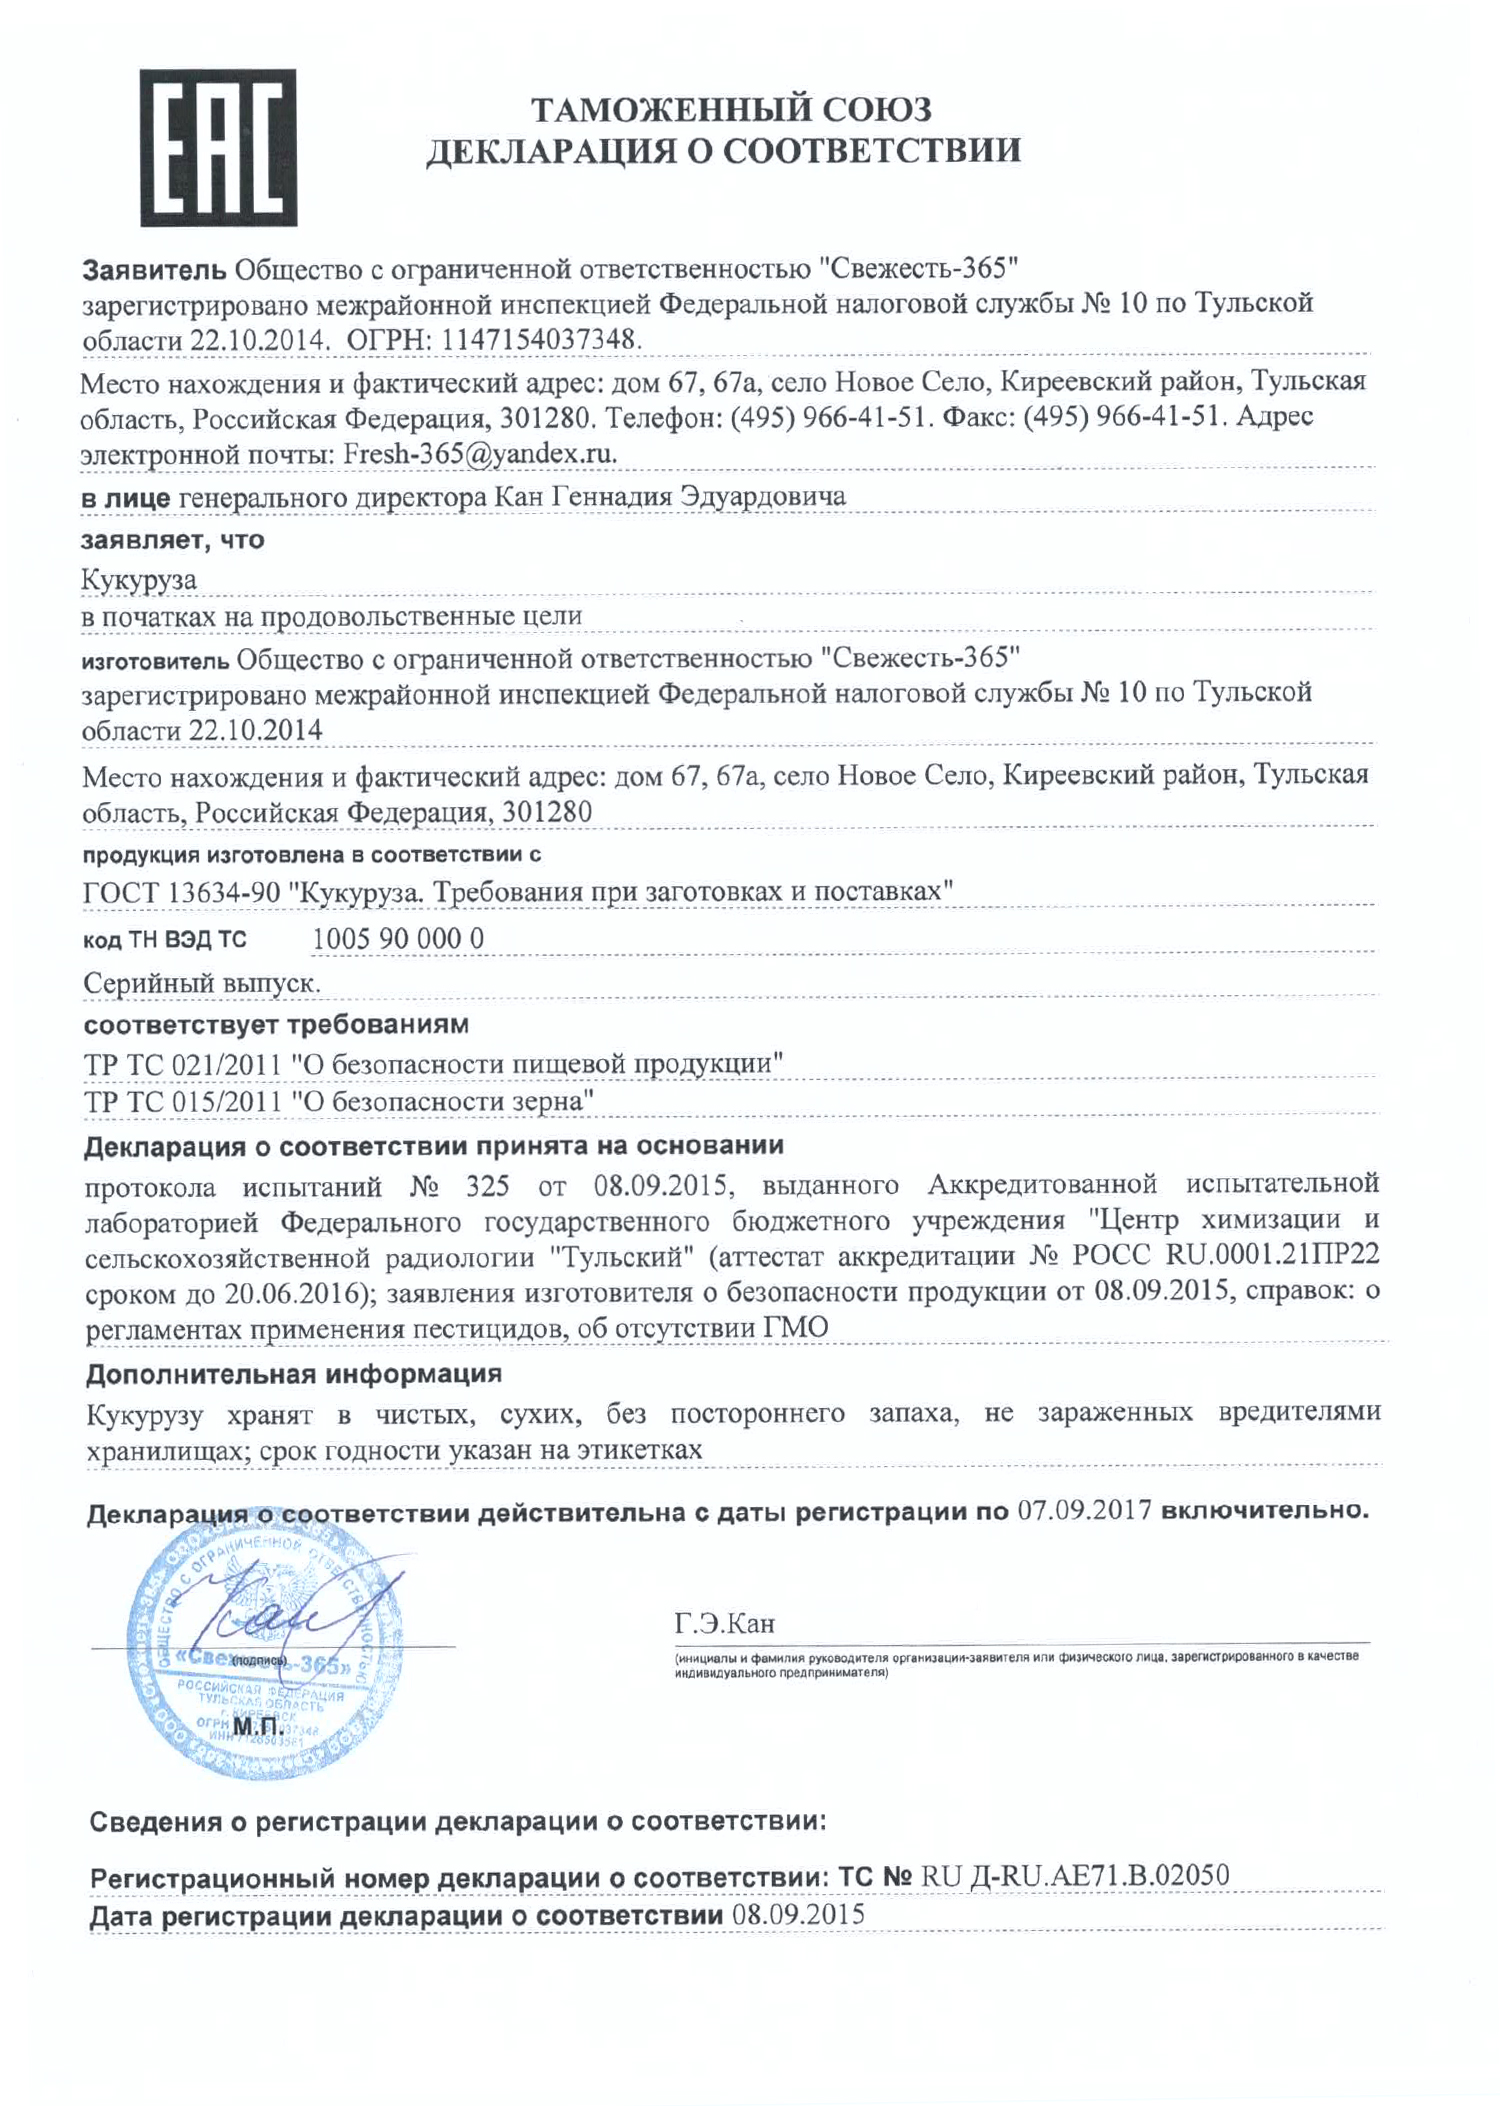 EAC
ТАМОЖЕННЫЙ СОЮЗ
ДЕКЛАРАЦИЯ О СООТВЕТСТВИИ
Заявитель Общество с ограниченной ответственностью "Свежесть-365"
зарегистрировано межрайонной инспекцией Федеральной налоговой службы № 10 по Тульской
области 22.10.2014. ОГРН: 1147154037348.
Место нахождения и фактический адрес: дом 67, 67а, село Новое Село, Киреевский район, Тульская
область, Российская Федерация, 301280. Телефон: (495) 966-41-51. Факс: (495) 966-41-51. Адрес
электронной почты: Fresh-365@yandex.ru.
в лице генерального директора Кан Геннадия Эдуардовича
заявляет, что
Кукуруза
в початках на продовольственные цели
изготовитель Общество с ограниченной ответственностью "Свежесть-365"
зарегистрировано межрайонной инспекцией Федеральной налоговой службы № 10 по Тульской
области 22.10.2014
Место нахождения и фактический адрес: дом 67, 67а, село Новое Село, Киреевский район, Тульская
область, Российская Федерация, 301280
продукция изготовлена в соответствии с
ГОСТ 13634-90 "Кукуруза. Требования при заготовках и поставках"
код ТН ВЭД ТС 1005 90 000 0
Серийный выпуск.
соответствует требованиям
ТР ТС 021/2011 "О безопасности пищевой продукции"
ТР ТС 015/2011 "О безопасности зерна"
Декларация о соответствии принята на основании
протокола испытаний № 325 от 08.09.2015, выданного Аккредитованной испытательной
лабораторией Федерального государственного бюджетного учреждения "Центр химизации и
сельскохозяйственной радиологии "Тульский" (аттестат аккредитации № РОСС RU.0001.21ПР22
сроком до 20.06.2016); заявления изготовителя о безопасности продукции от 08.09.2015, справок: о
регламентах применения пестицидов, об отсутствии ГМО
Дополнительная информация
Кукурузу хранят в чистых, сухих, без постороннего запаха, не зараженных вредителями
хранилищах; срок годности указан на этикетках
Декларация о соответствии действительна с даты регистрации по 07.09.2017 включительно.
ОБЩЕСТВО С ОГРАНИЧЕННОЙ ОТВЕТСТВЕННОСТЬЮ
Кан
Г.Э.Кан
(подпись)
(инициалы и фамилия руководителя организации-заявителя или физического лица, зарегистрированного в качестве
индивидуального предпринимателя)
«Свежесть-365»
РОССИЙСКАЯ ФЕДЕРАЦИЯ
ТУЛЬСКАЯ ОБЛАСТЬ
г. КИРЕЕВСК
ОГРН
М.П.
ИНН
Сведения о регистрации декларации о соответствии:
Регистрационный номер декларации о соответствии: ТС № RU Д-RU.АЕ71.В.02050
Дата регистрации декларации о соответствии 08.09.2015